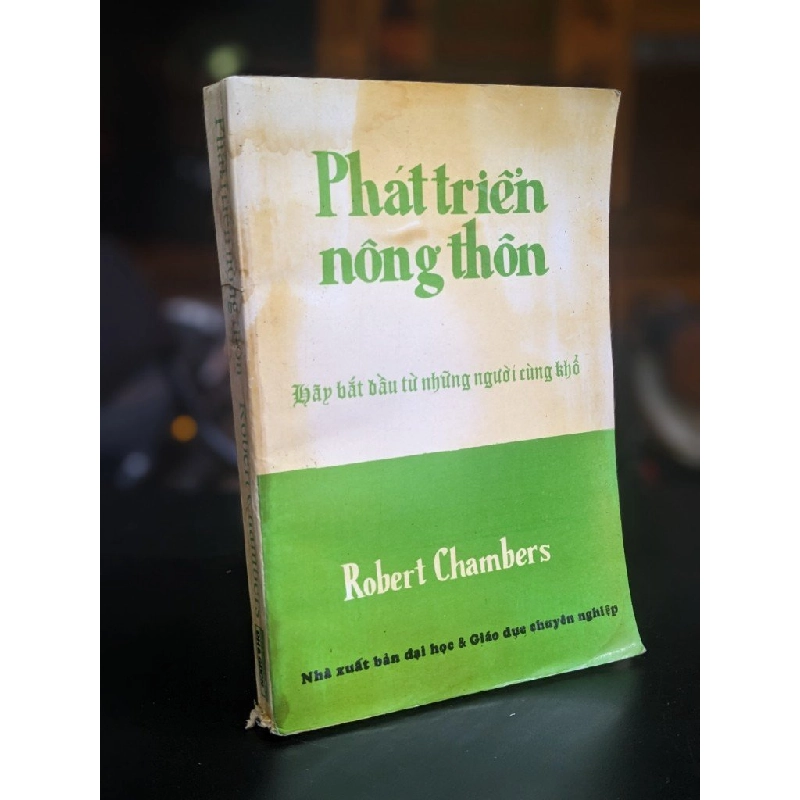 Phát triển
nông thôn
Hãy bắt đầu từ những người cùng khổ
Robert Chambers
Nhà xuất bản đại học & Giáo dục chuyên nghiệp